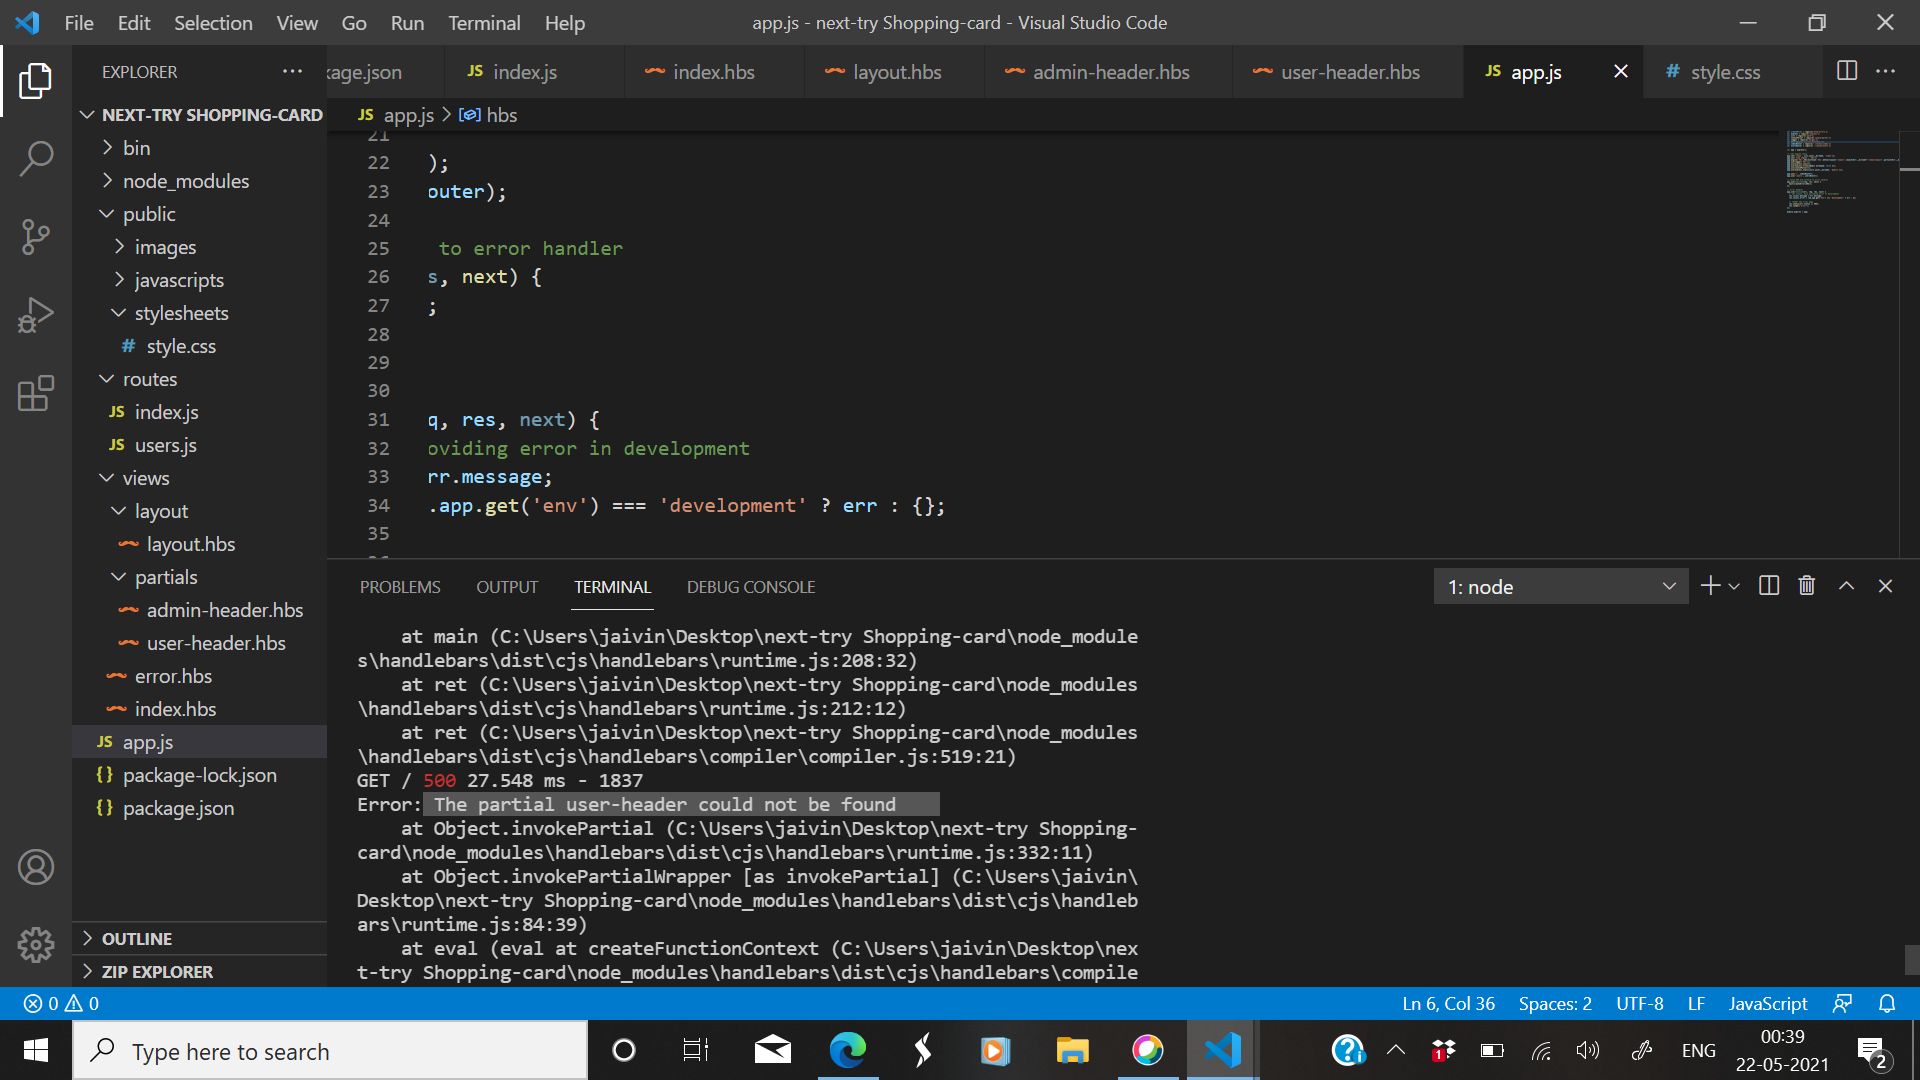 File Edit Selection View Go Run Terminal Help
app.js - next-try Shopping-card - Visual Studio Code
EXPLORER
kage.json
JS index.js
index.hbs
layout.hbs
admin-header.hbs
user-header.hbs
JS app.js
# style.css
JS app.js > hbs
NEXT-TRY SHOPPING-CARD
bin
node_modules
public
images
javascripts
stylesheets
# style.css
routes
JS index.js
JS users.js
views
layout
layout.hbs
partials
admin-header.hbs
user-header.hbs
error.hbs
index.hbs
JS app.js
{} package-lock.json
{} package.json
OUTLINE
ZIP EXPLORER
21
22 );
23 outer);
24
25 to error handler
26 s, next) {
27 ;
28
29
30
31 q, res, next) {
32 oviding error in development
33 rr.message;
34 .app.get('env') === 'development' ? err : {};
35
PROBLEMS OUTPUT TERMINAL DEBUG CONSOLE
1: node
at main (C:\Users\jaivin\Desktop\next-try Shopping-card\node_module
s\handlebars\dist\cjs\handlebars\runtime.js:208:32)
at ret (C:\Users\jaivin\Desktop\next-try Shopping-card\node_modules
\handlebars\dist\cjs\handlebars\runtime.js:212:12)
at ret (C:\Users\jaivin\Desktop\next-try Shopping-card\node_modules
\handlebars\dist\cjs\handlebars\compiler\compiler.js:519:21)
GET / 500 27.548 ms - 1837
Error: The partial user-header could not be found
at Object.invokePartial (C:\Users\jaivin\Desktop\next-try Shopping-
card\node_modules\handlebars\dist\cjs\handlebars\runtime.js:332:11)
at Object.invokePartialWrapper [as invokePartial] (C:\Users\jaivin\
Desktop\next-try Shopping-card\node_modules\handlebars\dist\cjs\handleb
ars\runtime.js:84:39)
at eval (eval at createFunctionContext (C:\Users\jaivin\Desktop\nex
t-try Shopping-card\node_modules\handlebars\dist\cjs\handlebars\compile
0 0
Ln 6, Col 36 Spaces: 2 UTF-8 LF JavaScript
Type here to search
1
ENG
00:39
22-05-2021
2